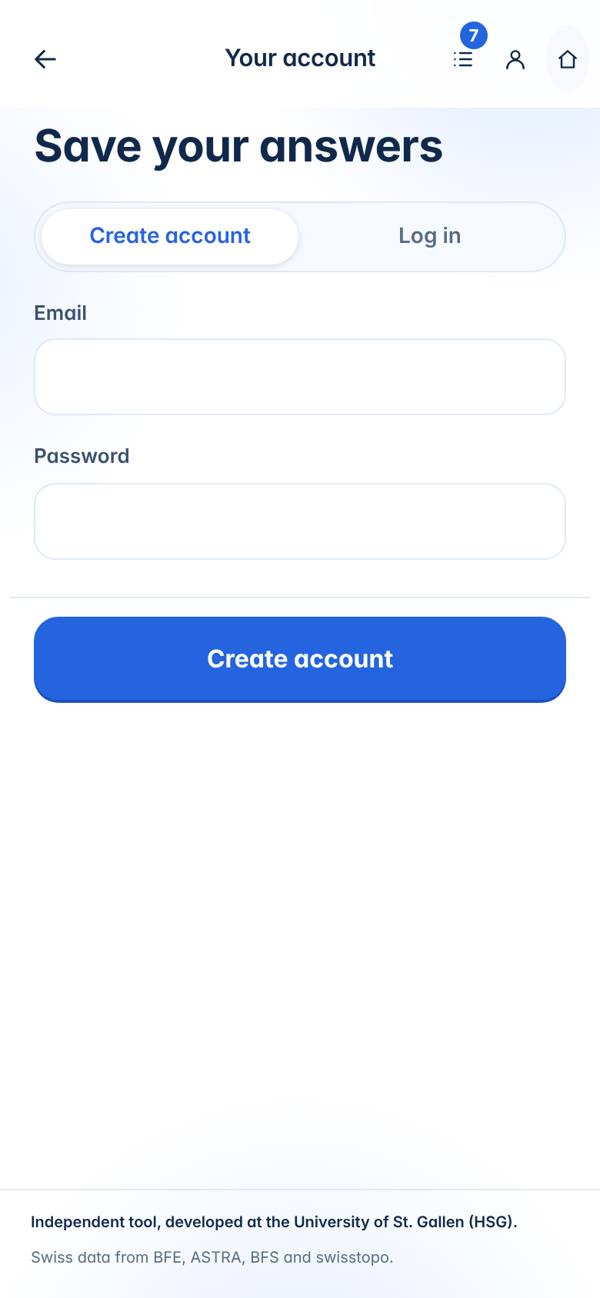 7
Your account
Save your answers
Create account
Log in
Email
Password
Create account
Independent tool, developed at the University of St. Gallen (HSG).
Swiss data from BFE, ASTRA, BFS and swisstopo.